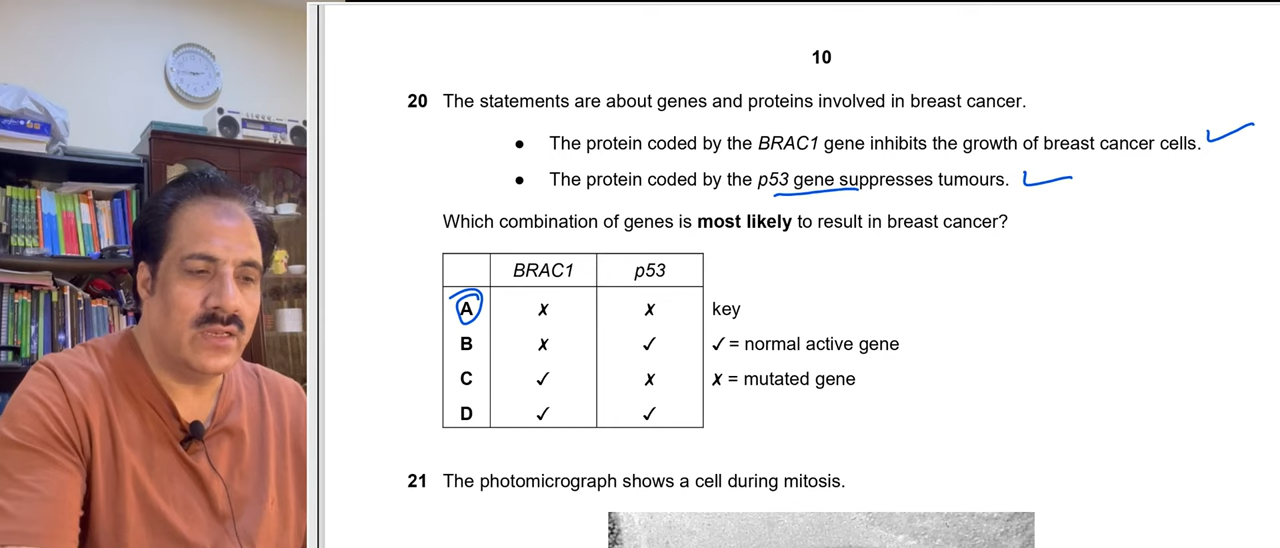 10
20 The statements are about genes and proteins involved in breast cancer.
● The protein coded by the BRAC1 gene inhibits the growth of breast cancer cells.
● The protein coded by the p53 gene suppresses tumours.
Which combination of genes is most likely to result in breast cancer?
BRAC1 p53
A ✗ ✗ key
B ✗ ✓ ✓ = normal active gene
C ✓ ✗ ✗ = mutated gene
D ✓ ✓
21 The photomicrograph shows a cell during mitosis.